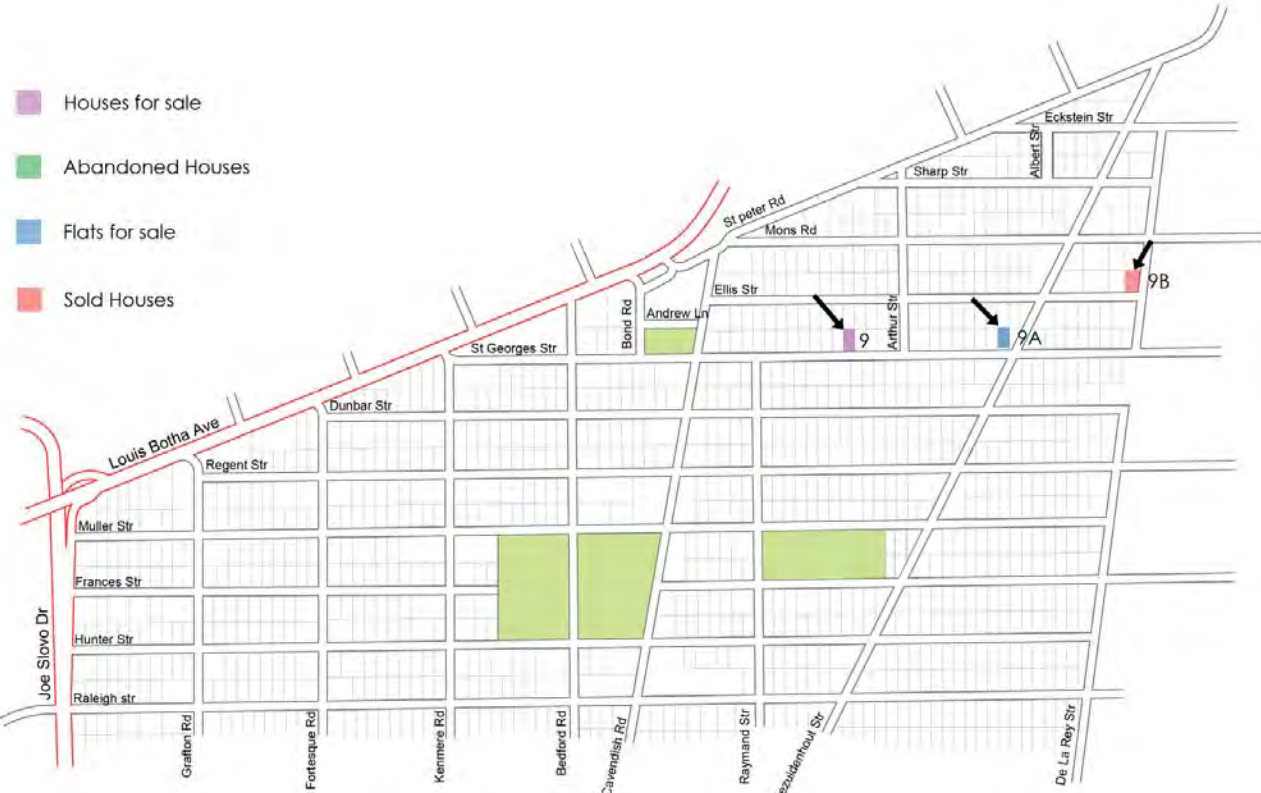 Houses for sale
Abandoned Houses
Flats for sale
Sold Houses
Eckstein Str
Albert Str
Sharp Str
St peter Rd
Mons Rd
9B
Ellis Str
Andrew Ln
Bond Rd
Arthur Str
9
9A
St Georges Str
Dunbar Str
Louis Botha Ave
Regent Str
Muller Str
Frances Str
Hunter Str
Joe Slovo Dr
Raleigh str
Grafton Rd
Fortesque Rd
Kenmere Rd
Bedford Rd
Cavendish Rd
Raymand Str
ezuidenhout Str
De La Rey Str